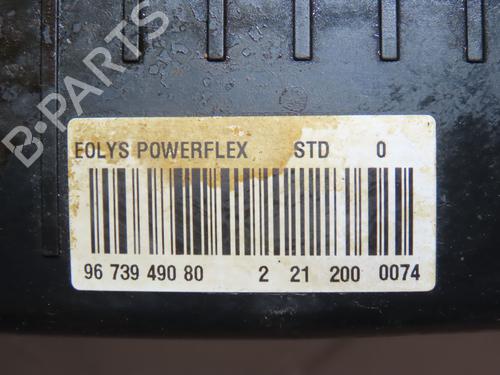 B-PARTS
EOLYS POWERFLEX STD 0
96 739 490 80 2 21 200 0074